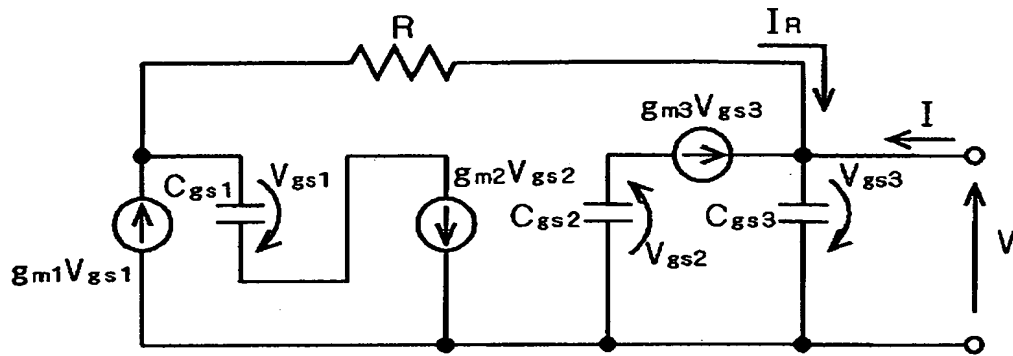 R
IR
gm3Vgs3
I
Cgs1
Vgs1
gm2Vgs2
Cgs2
Vgs2
Cgs3
Vgs3
gm1Vgs1
V